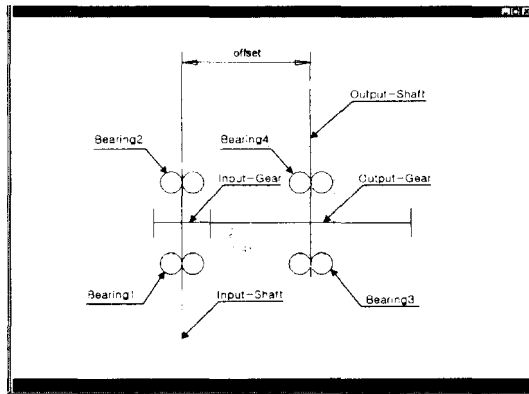 offset
Output-Shaft
Bearing2
Bearing4
Input-Gear
Output-Gear
Bearing1
Input-Shaft
Bearing3